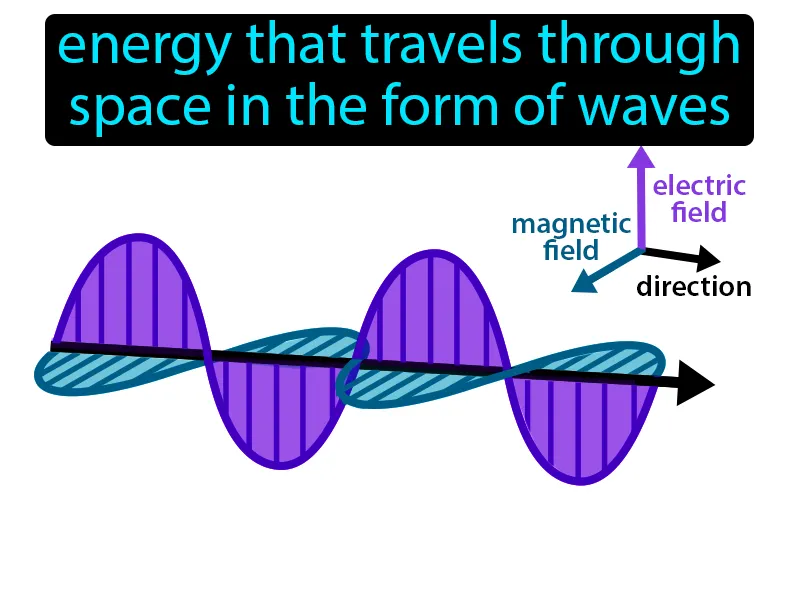 energy that travels through
space in the form of waves
electric
field
magnetic
field
direction